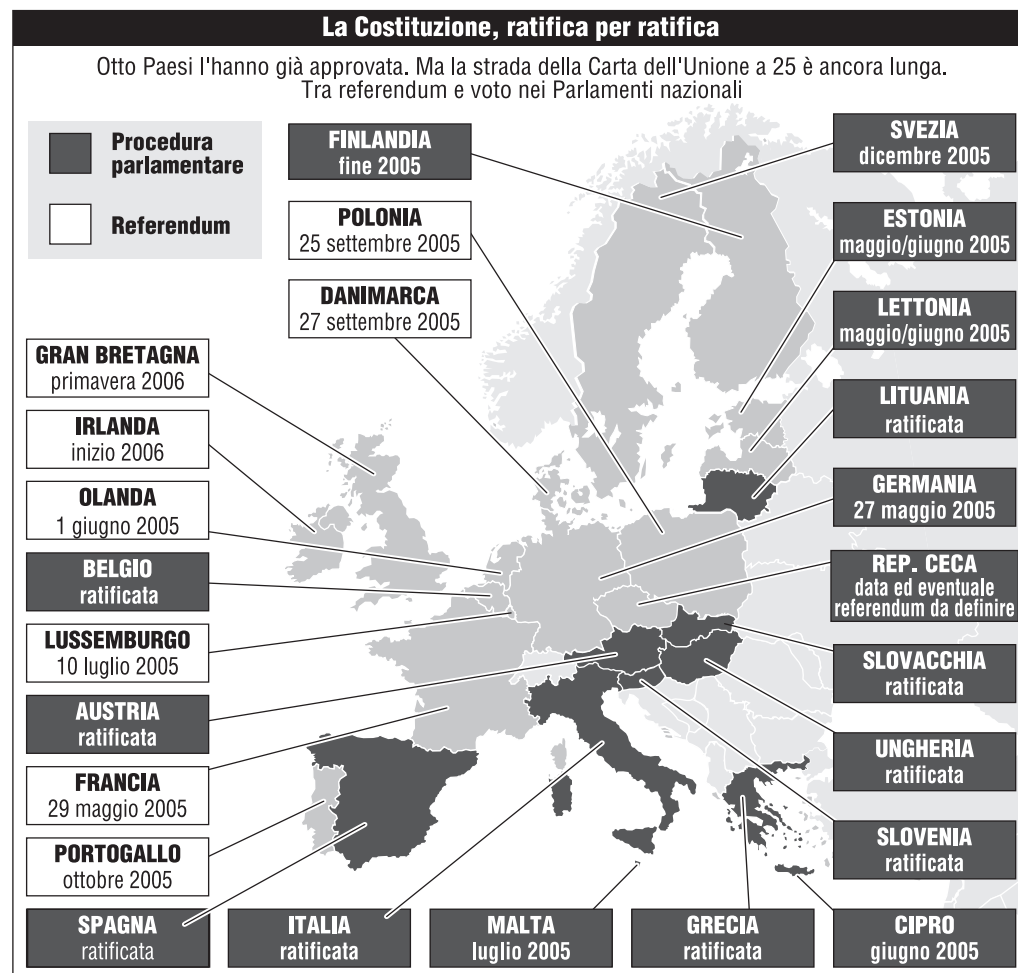 La Costituzione, ratifica per ratifica
Otto Paesi l'hanno già approvata. Ma la strada della Carta dell'Unione a 25 è ancora lunga.
Tra referendum e voto nei Parlamenti nazionali
Procedura
parlamentare
Referendum
FINLANDIA
fine 2005
POLONIA
25 settembre 2005
DANIMARCA
27 settembre 2005
GRAN BRETAGNA
primavera 2006
IRLANDA
inizio 2006
OLANDA
1 giugno 2005
BELGIO
ratificata
LUSSEMBURGO
10 luglio 2005
AUSTRIA
ratificata
FRANCIA
29 maggio 2005
PORTOGALLO
ottobre 2005
SPAGNA
ratificata
ITALIA
ratificata
MALTA
luglio 2005
GRECIA
ratificata
CIPRO
giugno 2005
SVEZIA
dicembre 2005
ESTONIA
maggio/giugno 2005
LETTONIA
maggio/giugno 2005
LITUANIA
ratificata
GERMANIA
27 maggio 2005
REP. CECA
data ed eventuale
referendum da definire
SLOVACCHIA
ratificata
UNGHERIA
ratificata
SLOVENIA
ratificata